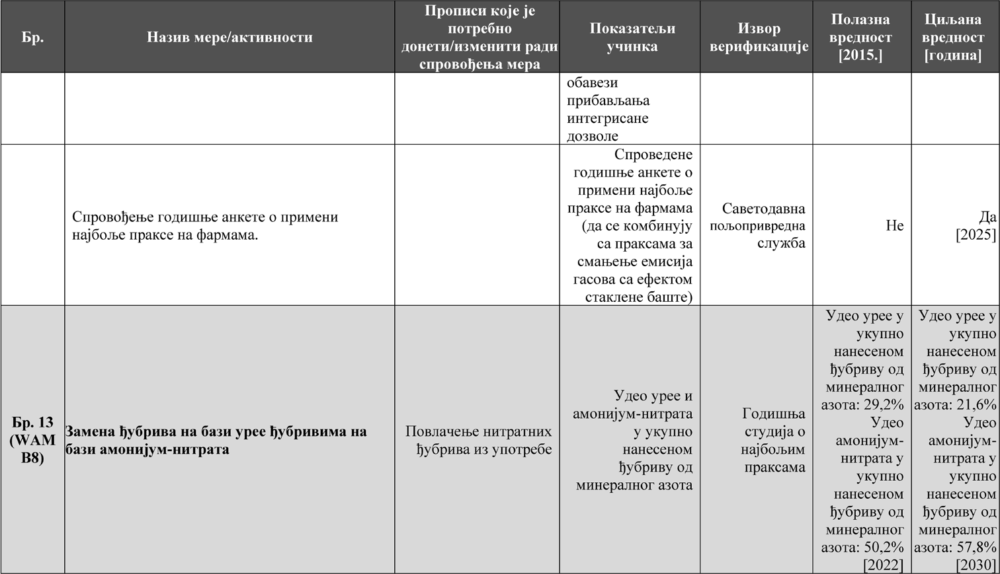 Бр.
Назив мере/активности
Прописи које је
потребно
донети/изменити ради
спровођења мера
Показатељи
учинка
Извор
верификације
Полазна
вредност
[2015.]
Циљана
вредност
[година]
обавези
прибављања
интегрисане
дозволе
Спровођење годишње анкете о примени
најбоље праксе на фармама.
Спроведене
годишње анкете о
примени најбоље
праксе на фармама
(да се комбинују
са праксама за
смањење емисија
гасова са ефектом
стаклене баште)
Саветодавна
пољопривредна
служба
Не
Да
[2025]
Бр. 13
(WAM
B8)
Замена ђубрива на бази урее ђубривима на
бази амонијум-нитрата
Повлачење нитратних
ђубрива из употребе
Удео урее и
амонијум-нитрата
у укупно
нанесеном
ђубриву од
минералног азота
Годишња
студија о
најбољим
праксама
Удео урее у
укупно
нанесеном
ђубриву од
минералног
азота: 29,2%
Удео
амонијум-
нитрата у
укупно
нанесеном
ђубриву од
минералног
азота: 50,2%
[2022]
Удео урее у
укупно
нанесеном
ђубриву од
минералног
азота: 21,6%
Удео
амонијум-
нитрата у
укупно
нанесеном
ђубриву од
минералног
азота: 57,8%
[2030]